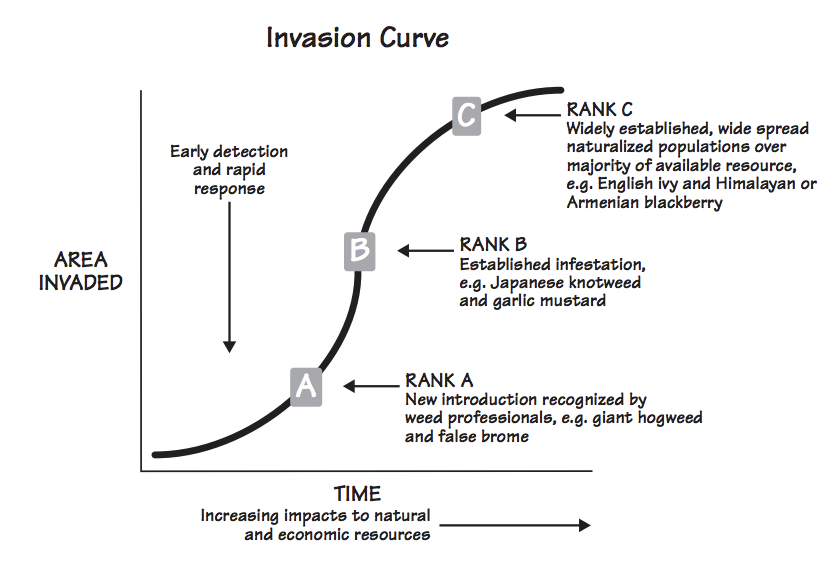 Invasion Curve
Early detection
and rapid
response
AREA
INVADED
C
RANK C
Widely established, wide spread
naturalized populations over
majority of available resource,
e.g. English ivy and Himalayan or
Armenian blackberry
B
RANK B
Established infestation,
e.g. Japanese knotweed
and garlic mustard
A
RANK A
New introduction recognized by
weed professionals, e.g. giant hogweed
and false brome
TIME
Increasing impacts to natural
and economic resources